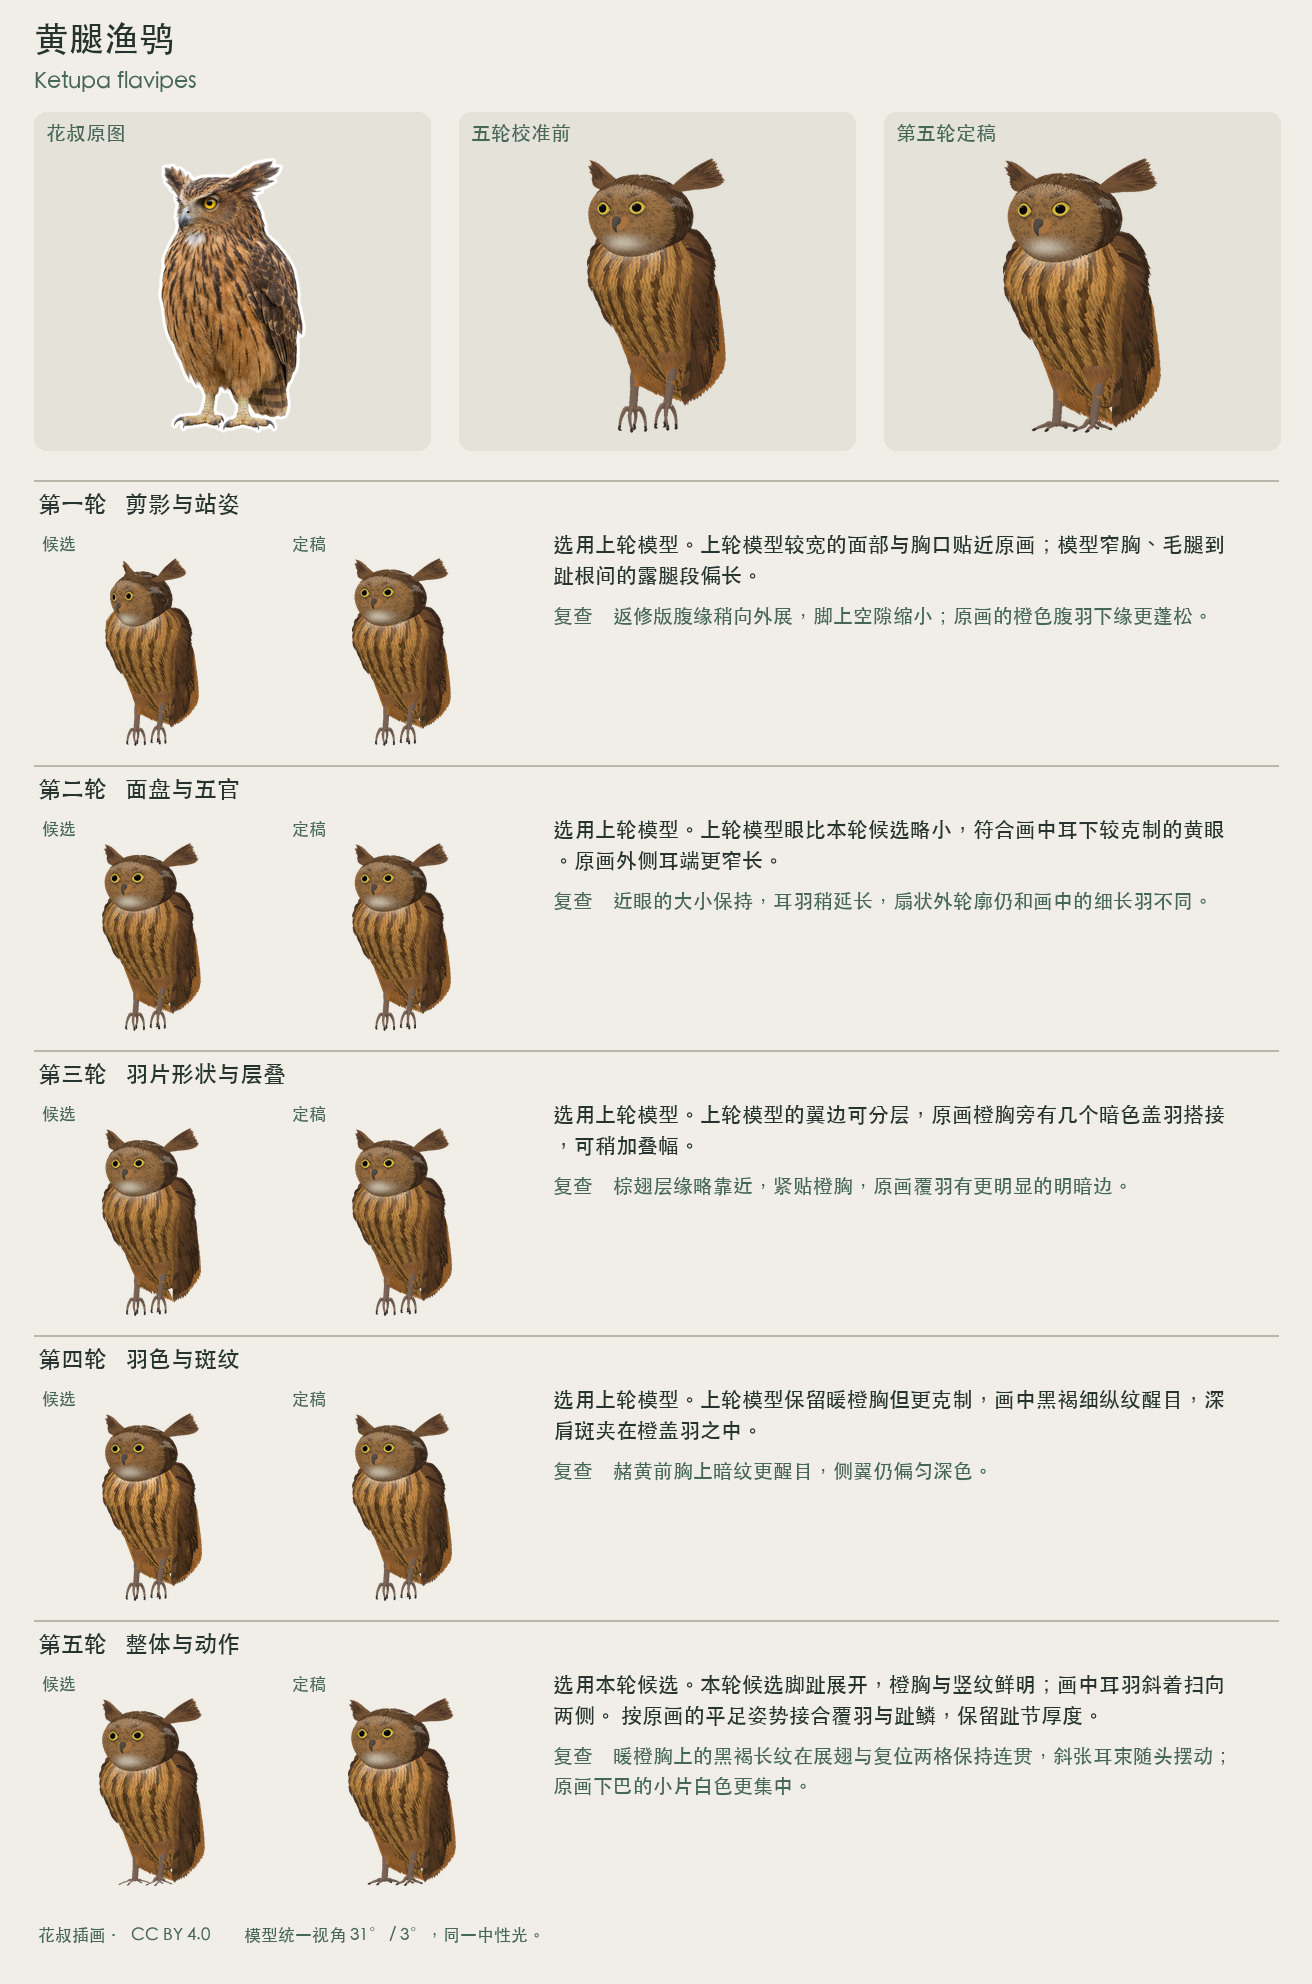 黄腿渔鸮
Ketupa flavipes
花叔原图
五轮校准前
第五轮定稿
第一轮 剪影与站姿
候选
定稿
选用上轮模型。上轮模型较宽的面部与胸口贴近原画；模型窄胸、毛腿到
趾根间的露腿段偏长。
复查 返修版腹缘稍向外展，脚上空隙缩小；原画的橙色腹羽下缘更蓬松。
第二轮 面盘与五官
候选
定稿
选用上轮模型。上轮模型眼比本轮候选略小，符合画中耳下较克制的黄眼
。原画外侧耳端更窄长。
复查 近眼的大小保持，耳羽稍延长，扇状外轮廓仍和画中的细长羽不同。
第三轮 羽片形状与层叠
候选
定稿
选用上轮模型。上轮模型的翼边可分层，原画橙胸旁有几个暗色盖羽搭接
，可稍加叠幅。
复查 棕翅层缘略靠近，紧贴橙胸，原画覆羽有更明显的明暗边。
第四轮 羽色与斑纹
候选
定稿
选用上轮模型。上轮模型保留暖橙胸但更克制，画中黑褐细纵纹醒目，深
肩斑夹在橙盖羽之中。
复查 赭黄前胸上暗纹更醒目，侧翼仍偏匀深色。
第五轮 整体与动作
候选
定稿
选用本轮候选。本轮候选脚趾展开，橙胸与竖纹鲜明；画中耳羽斜着扫向
两侧。 按原画的平足姿势接合覆羽与趾鳞，保留趾节厚度。
复查 暖橙胸上的黑褐长纹在展翅与复位两格保持连贯，斜张耳束随头摆动；
原画下巴的小片白色更集中。
花叔插画 · CC BY 4.0 模型统一视角 31° / 3° ，同一中性光。